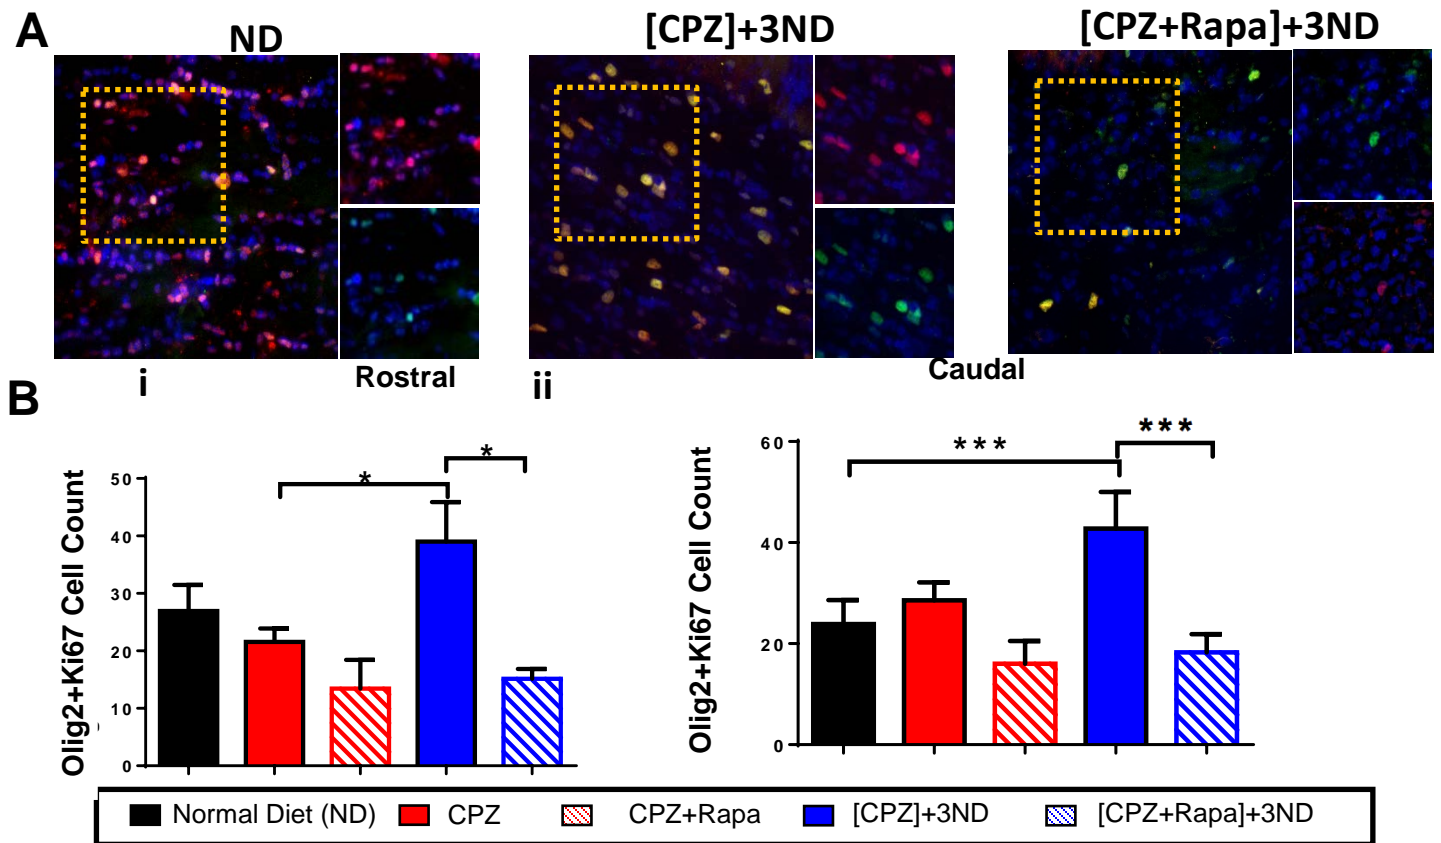 A
ND
[CPZ]+3ND
[CPZ+Rapa]+3ND
i
Rostral
ii
Caudal
B
Olig2+Ki67 Cell Count
50
40
30
20
10
0
*
*
Olig2+Ki67 Cell Count
60
40
20
0
***
***
Normal Diet (ND)
CPZ
CPZ+Rapa
[CPZ]+3ND
[CPZ+Rapa]+3ND